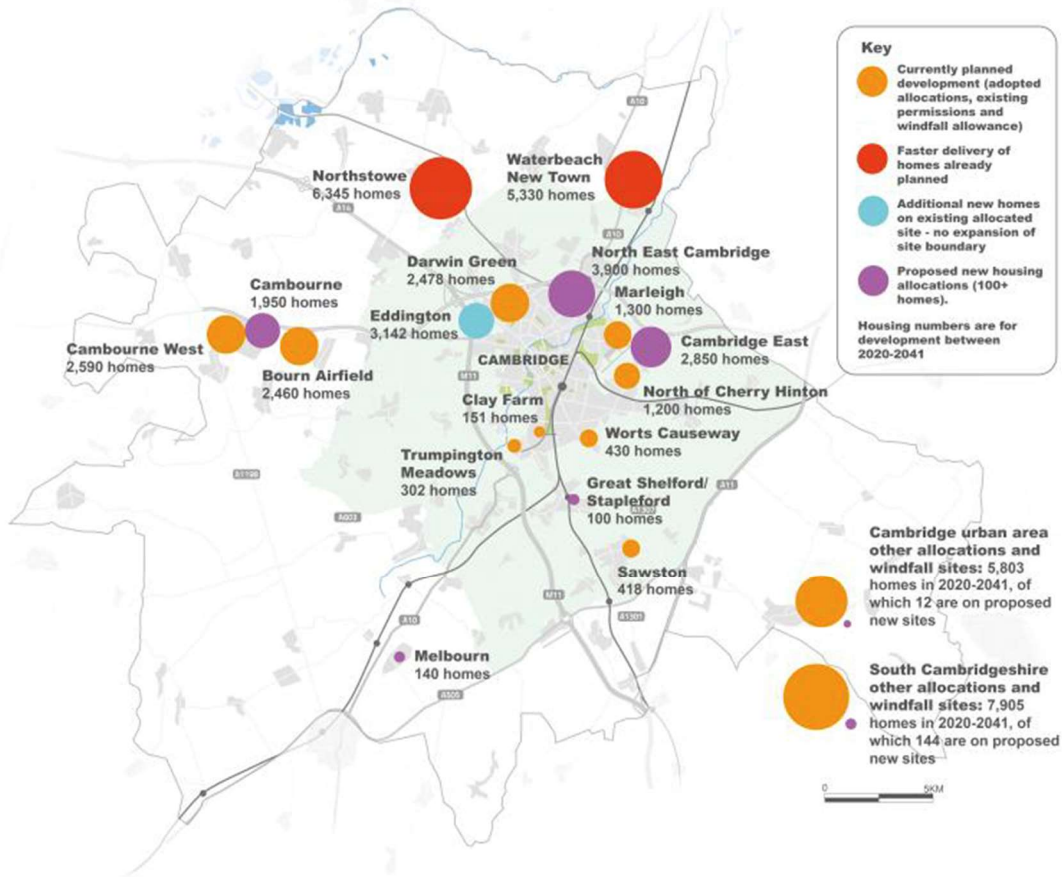 Key
Currently planned
development (adopted
allocations, existing
permissions and
windfall allowance)
Faster delivery of
homes already
planned
Additional new homes
on existing allocated
site - no expansion of
site boundary
Proposed new housing
allocations (100+
homes).
Housing numbers are for
development between
2020-2041
A10
Northstowe
6,345 homes
Waterbeach
New Town
5,330 homes
A14
A10
Darwin Green
2,478 homes
North East Cambridge
3,900 homes
Cambourne
1,950 homes
Marleigh
1,300 homes
Eddington
3,142 homes
Cambourne West
2,590 homes
Bourn Airfield
2,460 homes
CAMBRIDGE
Cambridge East
2,850 homes
M11
North of Cherry Hinton
1,200 homes
Clay Farm
151 homes
Worts Causeway
430 homes
Trumpington
Meadows
302 homes
A1198
A11
Great Shelford/
Stapleford
100 homes
A603
A1307
Sawston
418 homes
M11
A10
A1301
Melbourn
140 homes
A505
Cambridge urban area
other allocations and
windfall sites: 5,803
homes in 2020-2041, of
which 12 are on proposed
new sites
South Cambridgeshire
other allocations and
windfall sites: 7,905
homes in 2020-2041, of
which 144 are on proposed
new sites
0 5KM